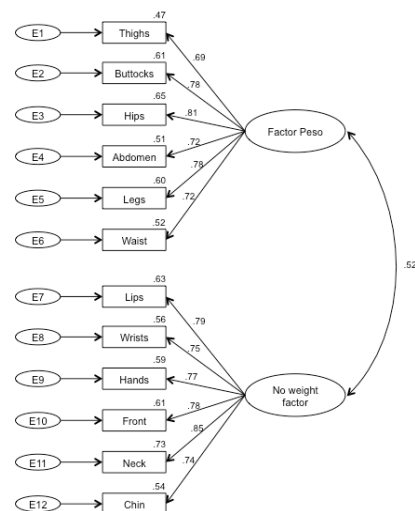 .47
E1
Thighs
.69
.61
E2
Buttocks
.78
.65
E3
Hips
.81
Factor Peso
.51
E4
Abdomen
.72
.60
E5
Legs
.78
.52
E6
Waist
.72
.52
.63
E7
Lips
.79
.56
E8
Wrists
.75
.59
E9
Hands
.77
No weight
factor
.61
E10
Front
.78
.73
E11
Neck
.85
.54
E12
Chin
.74